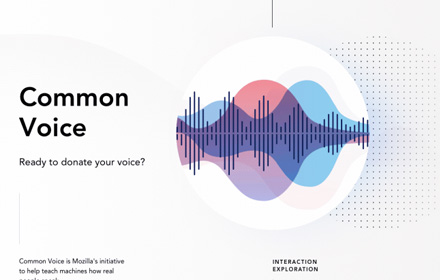 Common
Voice
Ready to donate your voice?
Common Voice is Mozilla's initiative
to help teach machines how real
INTERACTION
EXPLORATION